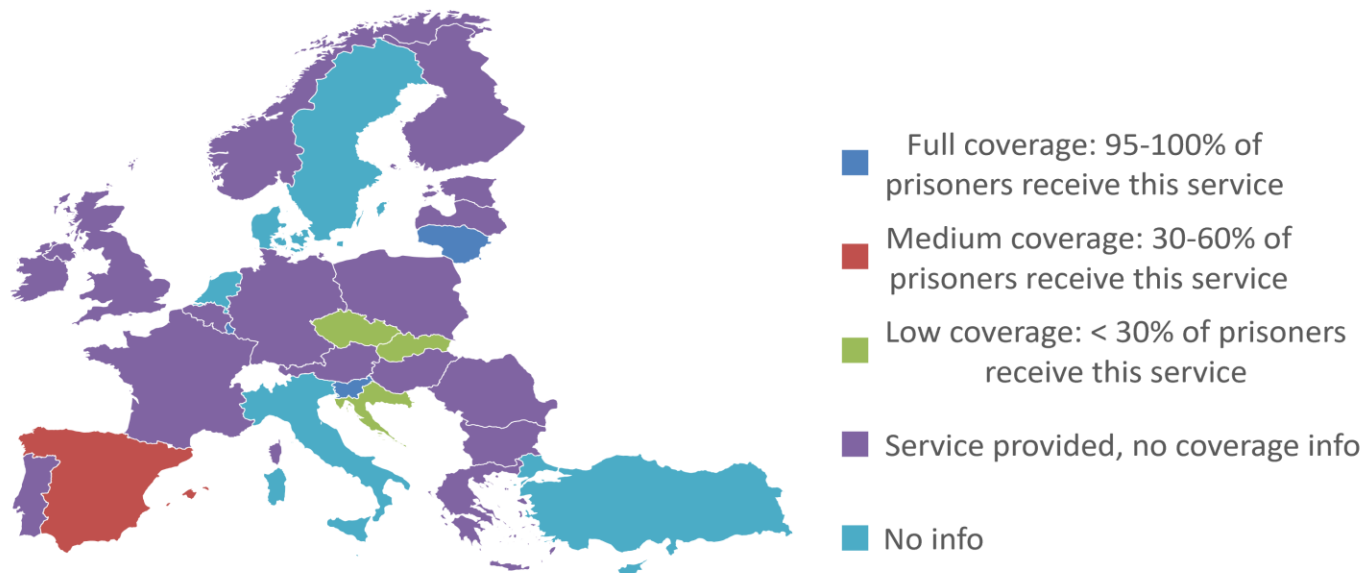 Full coverage: 95-100% of
prisoners receive this service
Medium coverage: 30-60% of
prisoners receive this service
Low coverage: < 30% of prisoners
receive this service
Service provided, no coverage info
No info